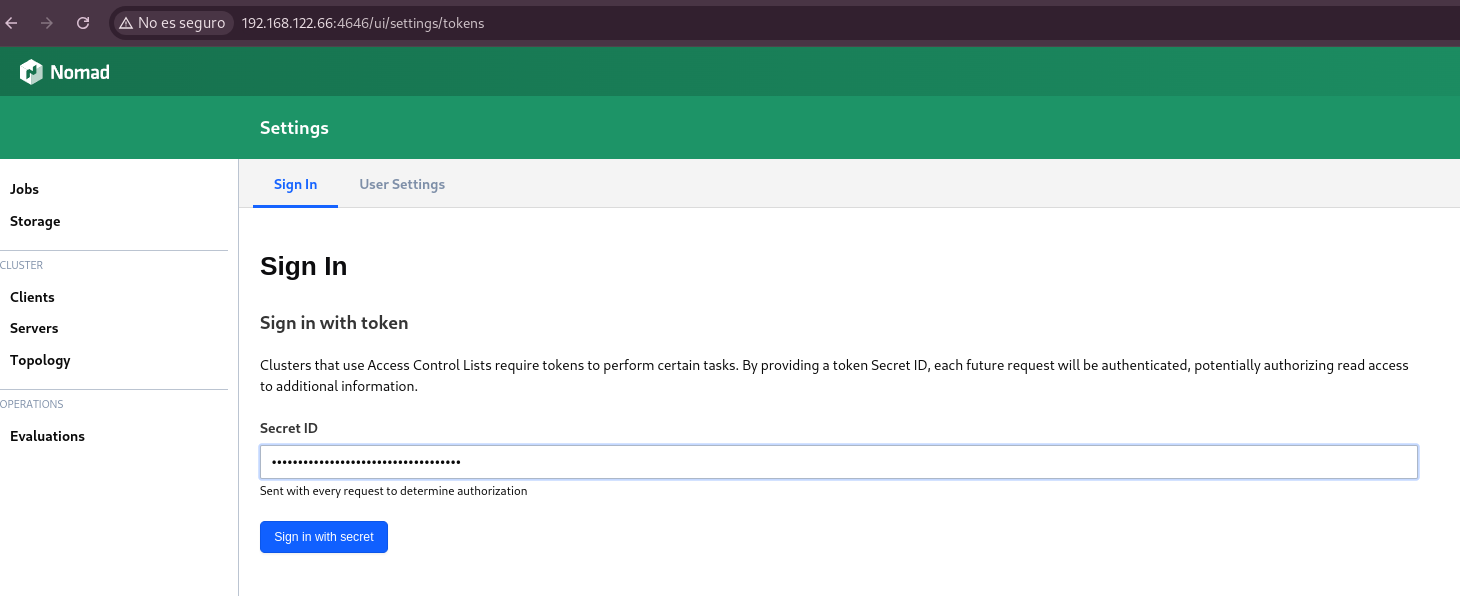 No es seguro 192.168.122.66:4646/ui/settings/tokens
Nomad
Settings
Jobs
Storage
CLUSTER
Clients
Servers
Topology
OPERATIONS
Evaluations
Sign In User Settings
Sign In
Sign in with token
Clusters that use Access Control Lists require tokens to perform certain tasks. By providing a token Secret ID, each future request will be authenticated, potentially authorizing read access
to additional information.
Secret ID
••••••••••••••••••••••••••••••••••••
Sent with every request to determine authorization
Sign in with secret